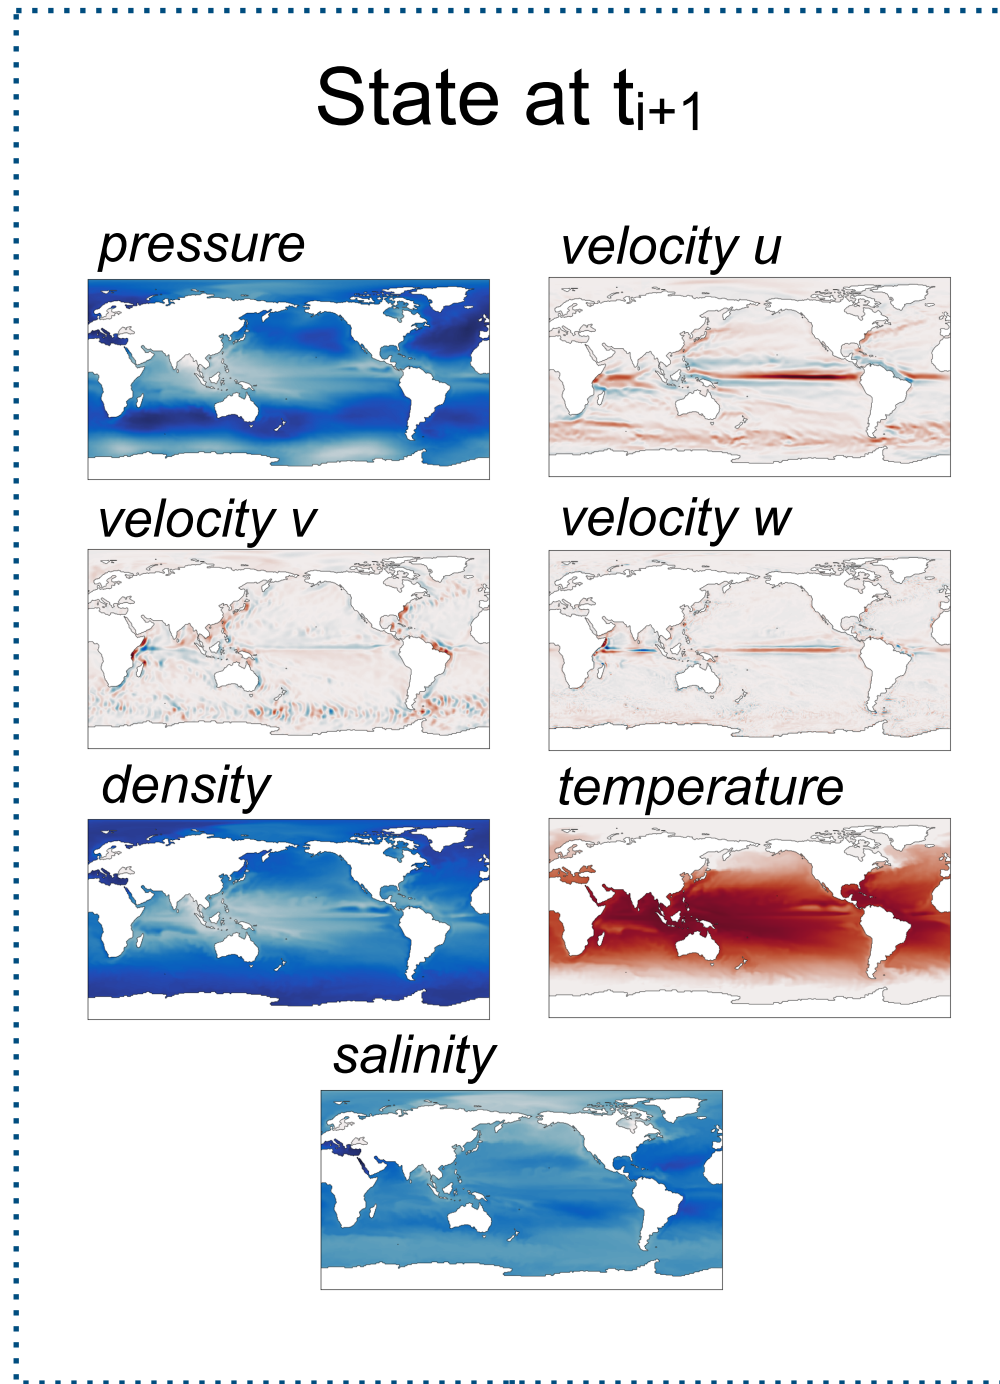 State at tᵢ₊₁
pressure
velocity u
velocity v
velocity w
density
temperature
salinity